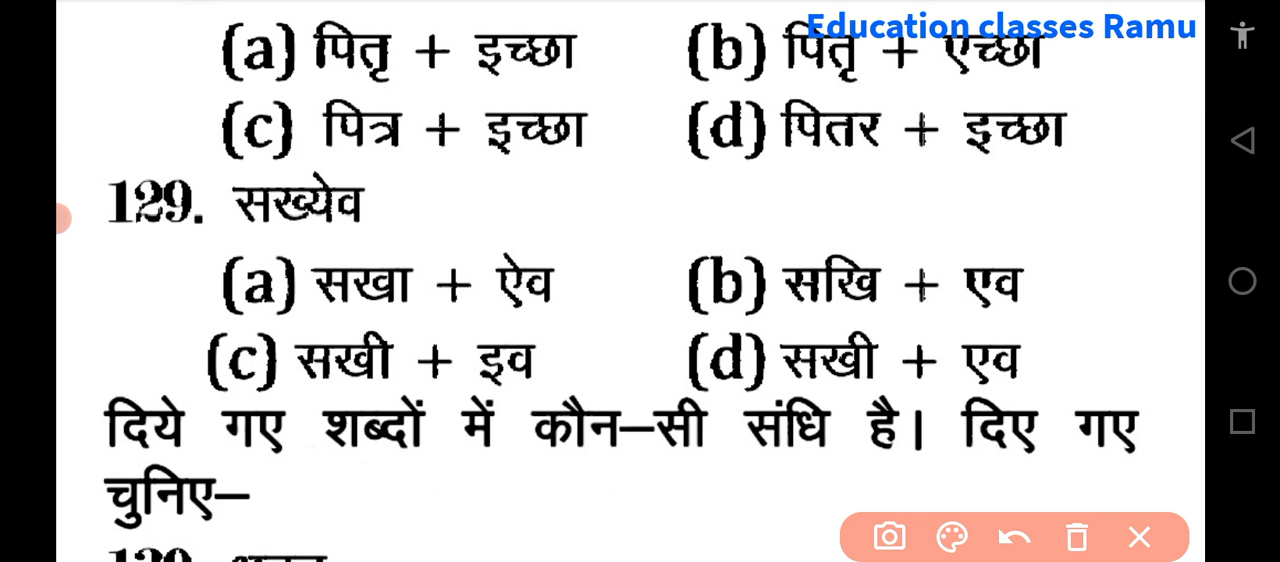 Education classes Ramu
(a) पितृ + इच्छा (b) पितृ + एच्छा
(c) पित्र + इच्छा (d) पितर + इच्छा
129. सख्येव
(a) सखा + ऐव (b) सखि + एव
(c) सखी + इव (d) सखी + एव
दिये गए शब्दों में कौन–सी संधि है। दिए गए
चुनिए–